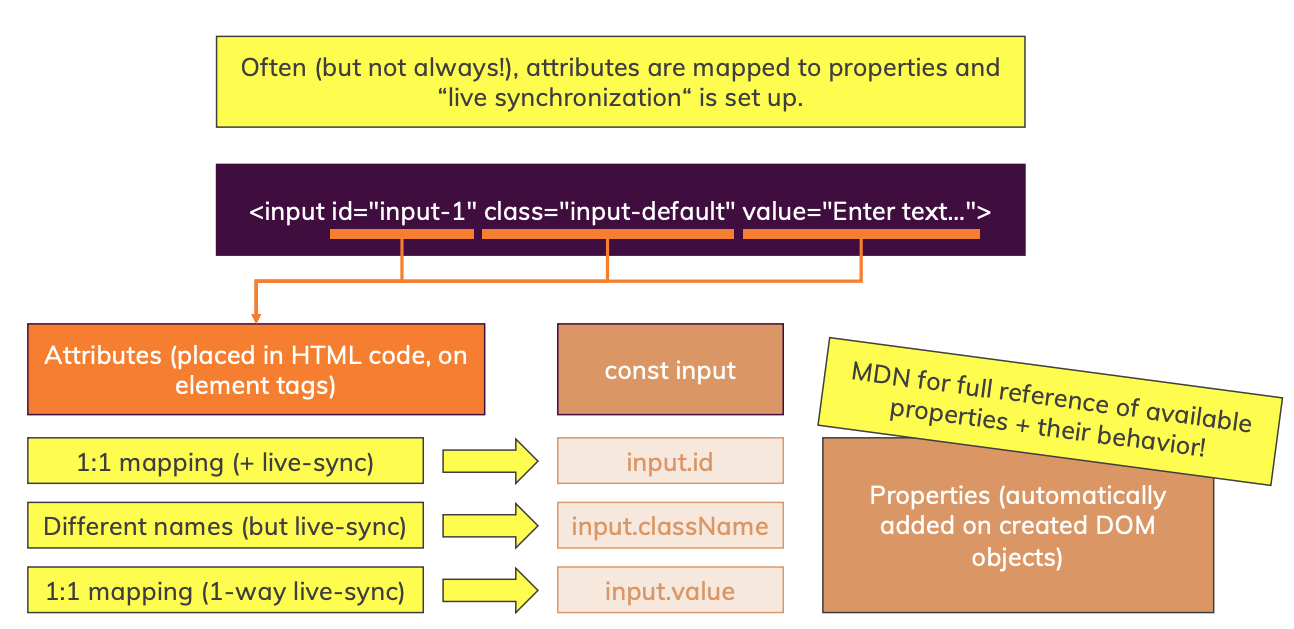 Often (but not always!), attributes are mapped to properties and
“live synchronization“ is set up.
<input id="input-1" class="input-default" value="Enter text…">
Attributes (placed in HTML code, on
element tags)
const input
MDN for full reference of available
properties + their behavior!
1:1 mapping (+ live-sync)
input.id
Different names (but live-sync)
input.className
1:1 mapping (1-way live-sync)
input.value
Properties (automatically
added on created DOM
objects)